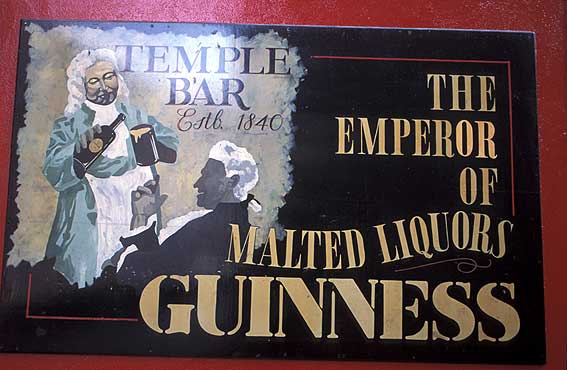 TEMPLE
BAR
Estb. 1840
THE
EMPEROR
OF
MALTED LIQUORS
GUINNESS